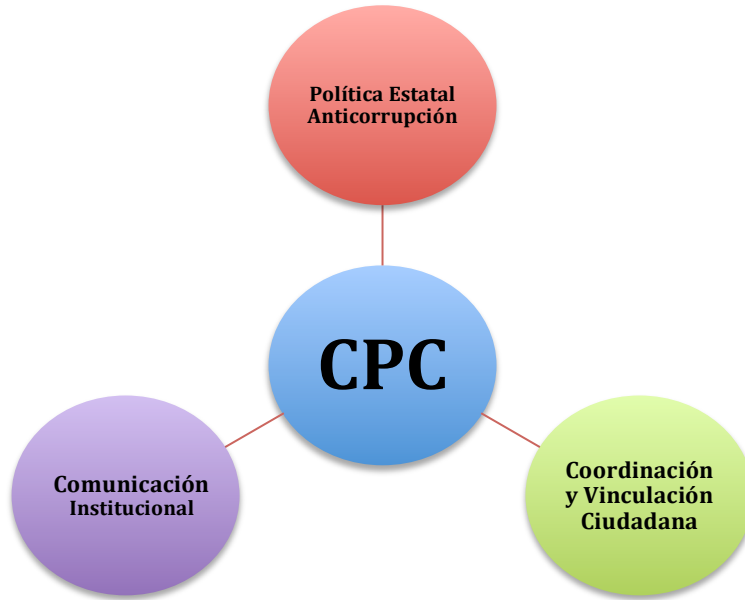 Política Estatal
Anticorrupción
CPC
Comunicación
Institucional
Coordinación
y Vinculación
Ciudadana